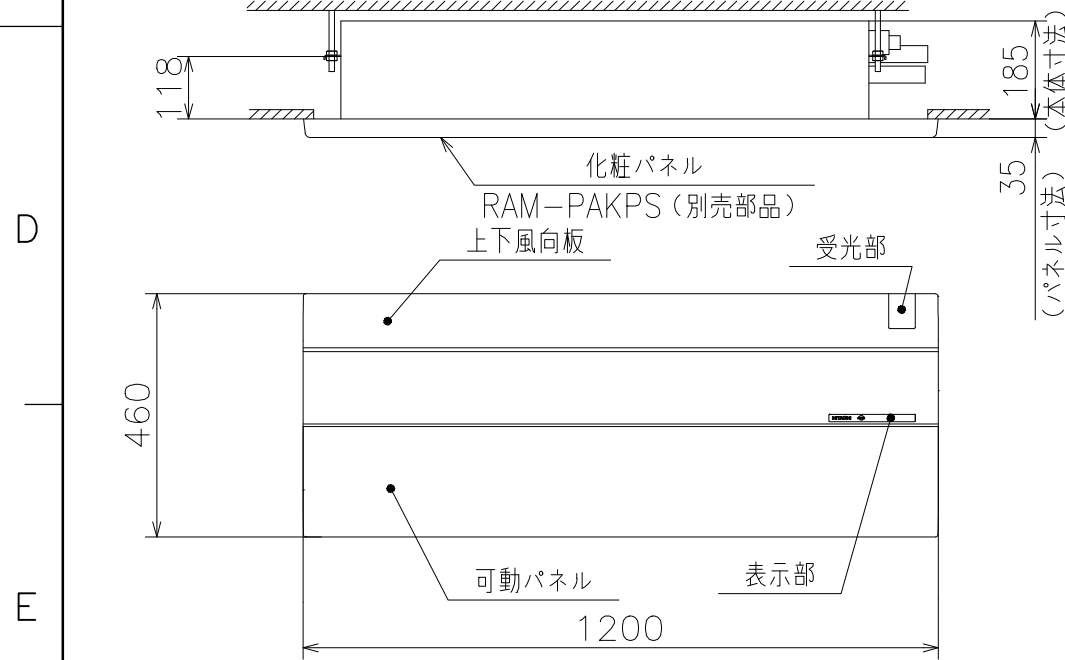 118
185
(本体寸法)
化粧パネル
RAM-PAKPS(別売部品)
35
(パネル寸法)
D
上下風向板
受光部
460
HITACHI
可動パネル
表示部
E
1200